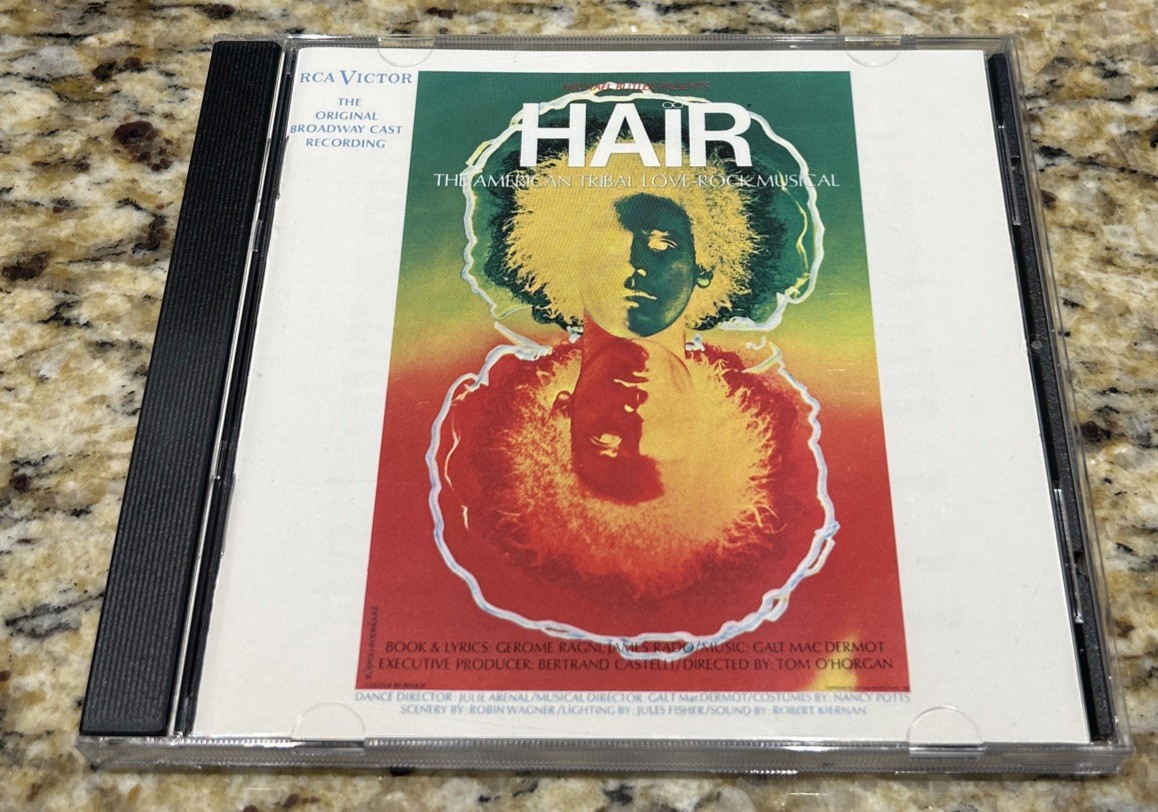 RCA VICTOR
THE
ORIGINAL
BROADWAY CAST
RECORDING
HAIR
THE AMERICAN TRIBAL LOVE-ROCK MUSICAL
BOOK & LYRICS: GEROME RAGNI, JAMES RADO/MUSIC: GALT MAC DERMOT
EXECUTIVE PRODUCER: BERTRAND CASTELLI/DIRECTED BY: TOM O'HORGAN
DANCE DIRECTOR: JULIE ARENAL/MUSICAL DIRECTOR: GALT MacDERMOT/COSTUMES BY: NANCY POTTS
SCENERY BY: ROBIN WAGNER/LIGHTING BY: JULES FISHER/SOUND BY: ROBERT KIERNAN